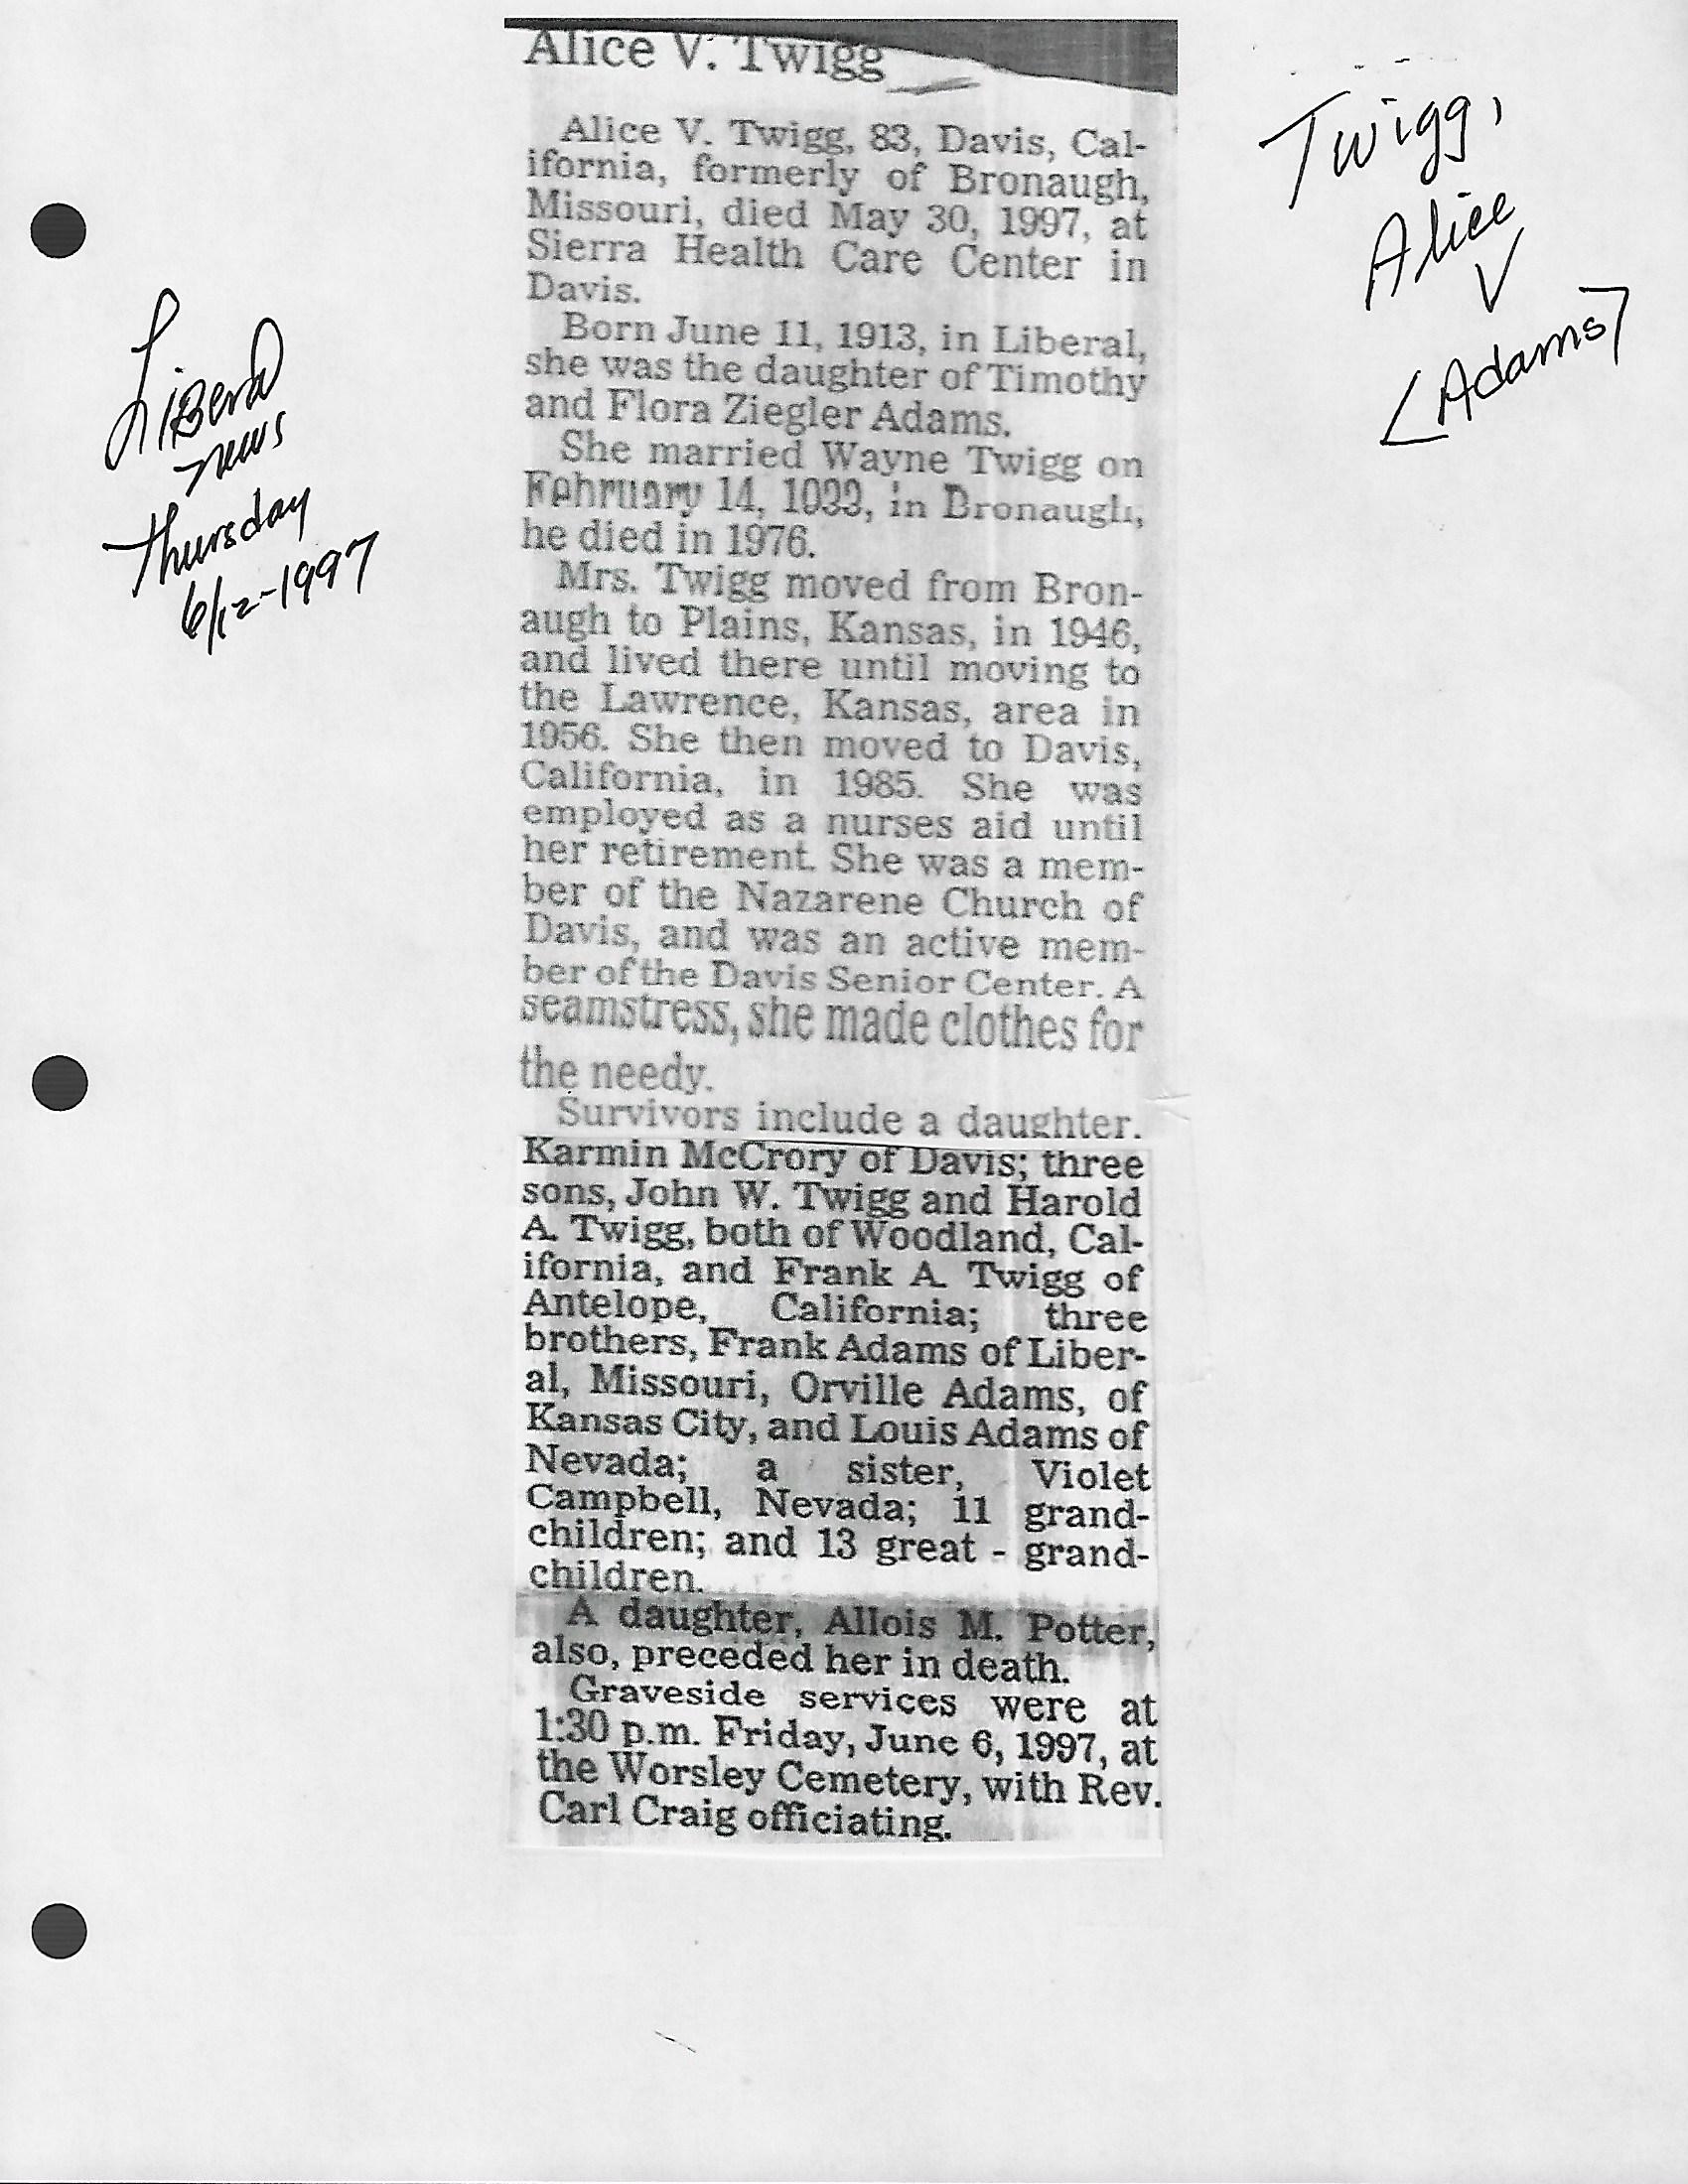 Alice V. Twigg
Alice V. Twigg, 83, Davis, Cal-
ifornia, formerly of Bronaugh,
Missouri, died May 30, 1997, at
Sierra Health Care Center in
Davis.
Born June 11, 1913, in Liberal,
she was the daughter of Timothy
and Flora Ziegler Adams.
She married Wayne Twigg on
February 14, 1933, in Bronaugh,
he died in 1976.
Mrs. Twigg moved from Bron-
augh to Plains, Kansas, in 1946,
and lived there until moving to
the Lawrence, Kansas, area in
1956. She then moved to Davis,
California, in 1985. She was
employed as a nurses aid until
her retirement. She was a mem-
ber of the Nazarene Church of
Davis, and was an active mem-
ber of the Davis Senior Center. A
seamstress, she made clothes for
the needy.
Survivors include a daughter.
Karmin McCrory of Davis; three
sons, John W. Twigg and Harold
A. Twigg, both of Woodland, Cal-
ifornia, and Frank A. Twigg of
Antelope, California; three
brothers, Frank Adams of Liber-
al, Missouri, Orville Adams, of
Kansas City, and Louis Adams of
Nevada; a sister, Violet
Campbell, Nevada; 11 grand-
children; and 13 great - grand-
children.
A daughter, Allois M. Potter,
also, preceded her in death.
Graveside services were at
1:30 p.m. Friday, June 6, 1997, at
the Worsley Cemetery, with Rev.
Carl Craig officiating.
Liberal
news
Thursday
6/12-1997
Twigg,
Alice
V
<Adams>